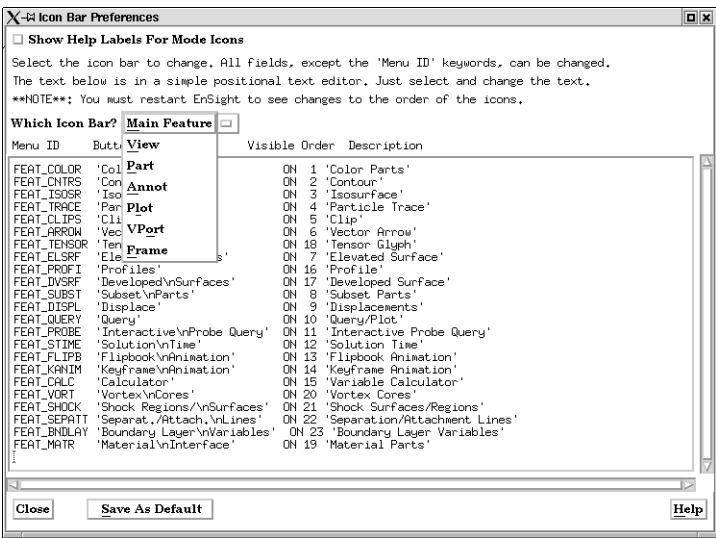 Icon Bar Preferences
Show Help Labels For Mode Icons
Select the icon bar to change. All fields, except the 'Menu ID' keywords, can be changed.
The text below is in a simple positional text editor. Just select and change the text.
**NOTE**: You must restart EnSight to see changes to the order of the icons.
Which Icon Bar? Main Feature
View
Part
Annot
Plot
VPort
Frame
Menu ID Butt Visible Order Description
FEAT_COLOR 'Col ON 1 'Color Parts'
FEAT_CNTRS 'Con ON 2 'Contour'
FEAT_ISOSR 'Iso ON 3 'Isosurface'
FEAT_TRACE 'Par ON 4 'Particle Trace'
FEAT_CLIPS 'Cli ON 5 'Clip'
FEAT_ARROW 'Vec ON 6 'Vector Arrow'
FEAT_TENSOR 'Ten ON 18 'Tensor Glyph'
FEAT_ELSRF 'Ele s' ON 7 'Elevated Surface'
FEAT_PROFI 'Profiles' ON 16 'Profile'
FEAT_DVSRF 'Developed\nSurfaces' ON 17 'Developed Surface'
FEAT_SUBST 'Subset\nParts' ON 8 'Subset Parts'
FEAT_DISPL 'Displace' ON 9 'Displacements'
FEAT_QUERY 'Query' ON 10 'Query/Plot'
FEAT_PROBE 'Interactive\nProbe Query' ON 11 'Interactive Probe Query'
FEAT_STIME 'Solution\nTime' ON 12 'Solution Time'
FEAT_FLIPB 'Flipbook\nAnimation' ON 13 'Flipbook Animation'
FEAT_KANIM 'Keyframe\nAnimation' ON 14 'Keyframe Animation'
FEAT_CALC 'Calculator' ON 15 'Variable Calculator'
FEAT_VORT 'Vortex\nCores' ON 20 'Vortex Cores'
FEAT_SHOCK 'Shock Regions/\nSurfaces' ON 21 'Shock Surfaces/Regions'
FEAT_SEPATT 'Separat./Attach.\nLines' ON 22 'Separation/Attachment Lines'
FEAT_BNDLAY 'Boundary Layer\nVariables' ON 23 'Boundary Layer Variables'
FEAT_MATR 'Material\nInterface' ON 19 'Material Parts'
Close Save As Default Help